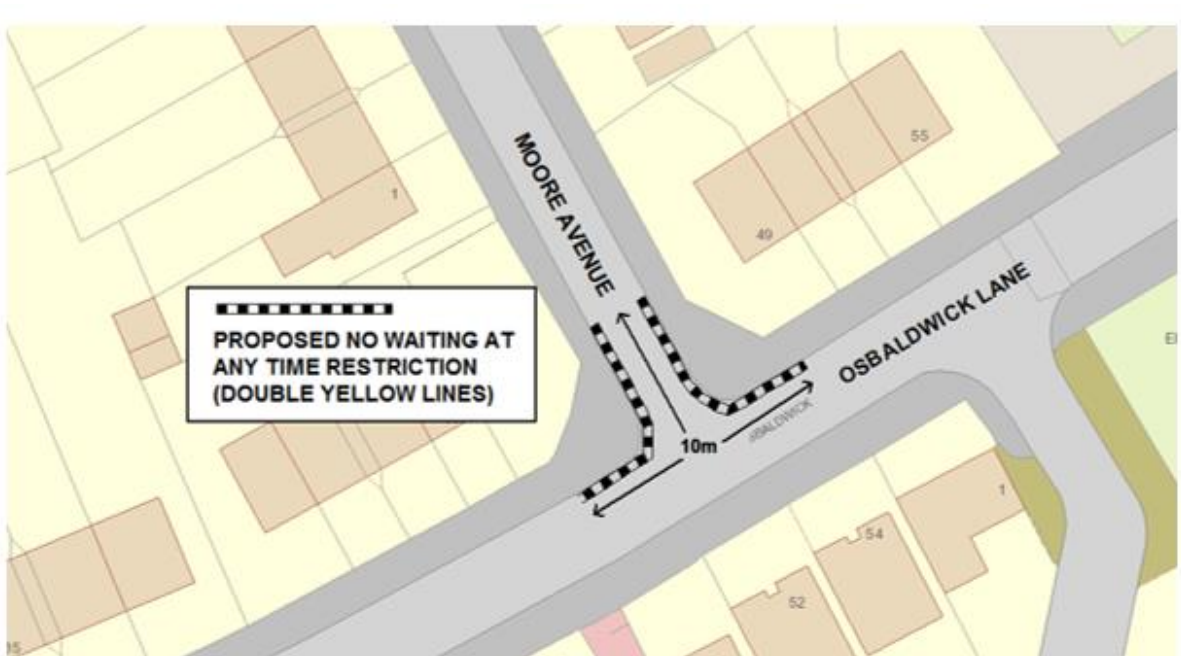 MOORE AVENUE
55
1
49
OSBALDWICK LANE
PROPOSED NO WAITING AT
ANY TIME RESTRICTION
(DOUBLE YELLOW LINES)
10m
1
54
52